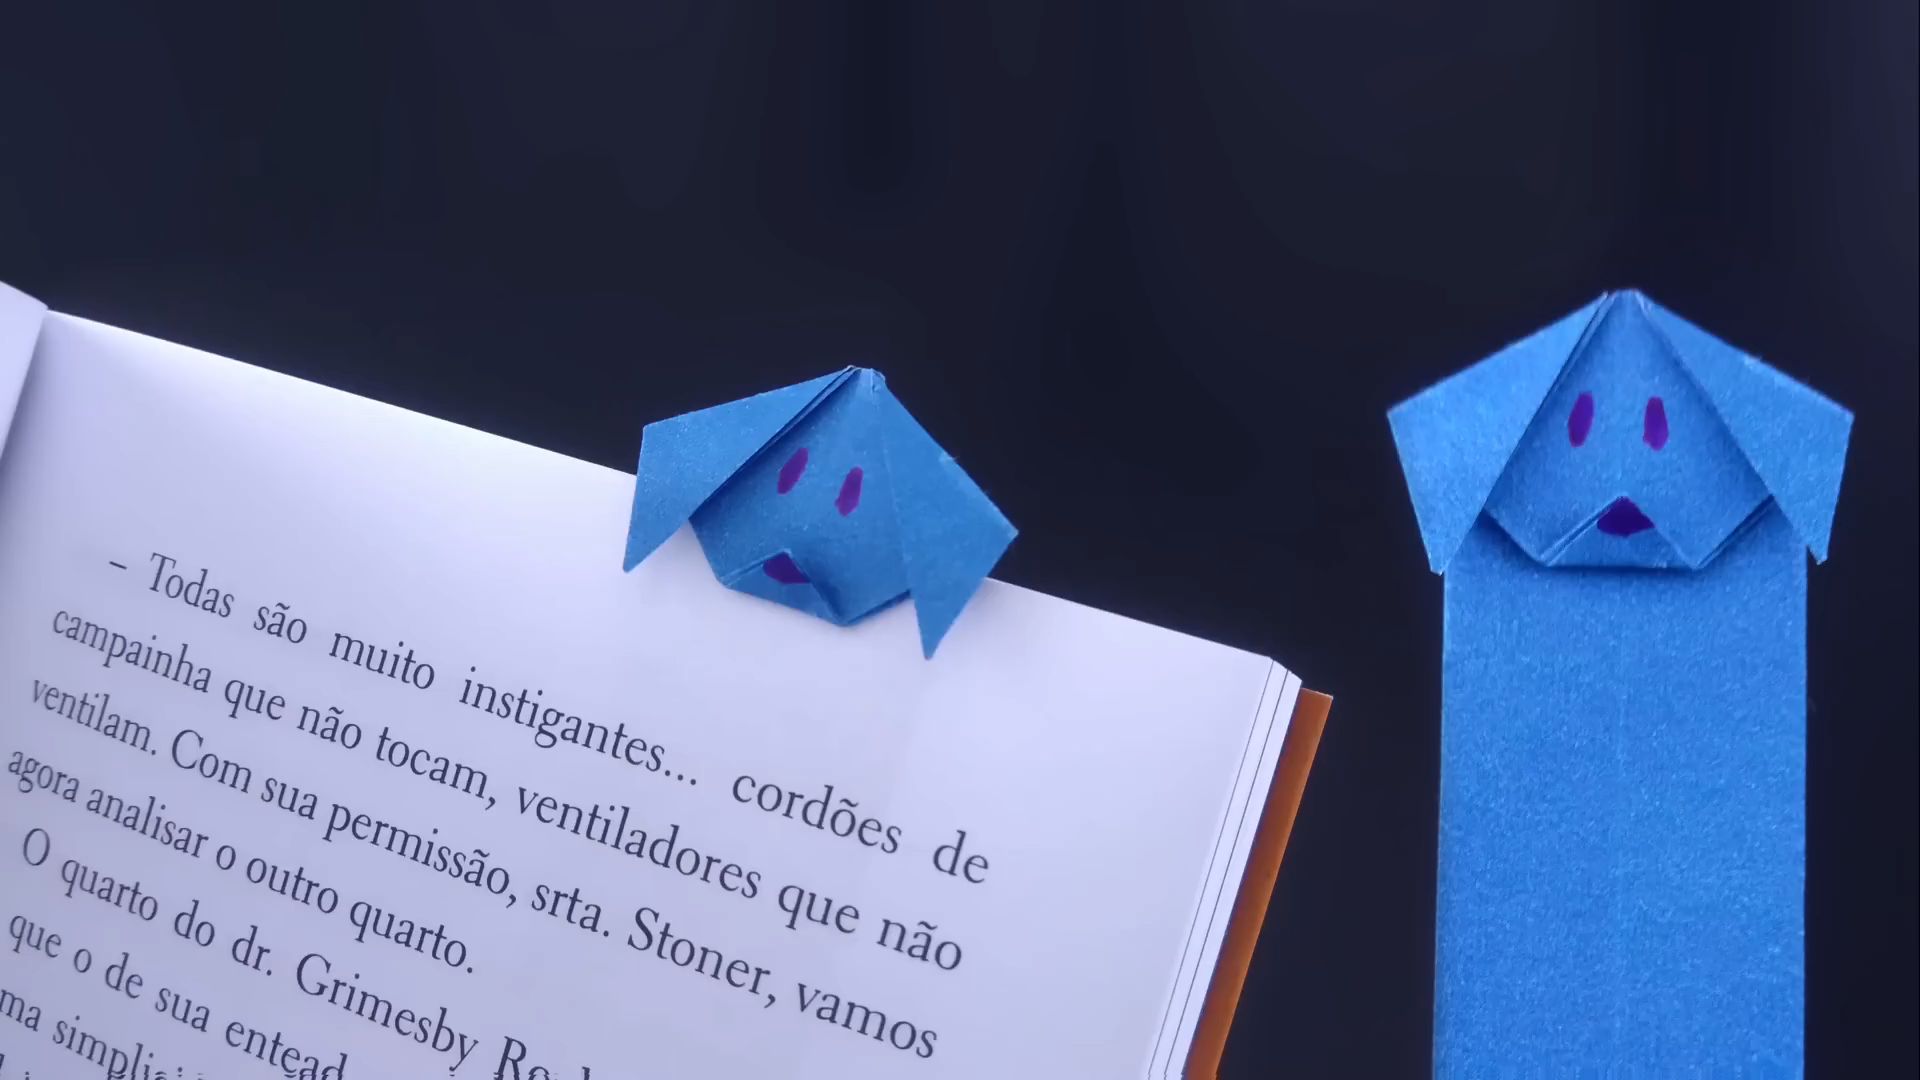 – Todas são muito instigantes... cordões de
campainha que não tocam, ventiladores que não
ventilam. Com sua permissão, srta. Stoner, vamos
agora analisar o outro quarto.
O quarto do dr. Grimesby
que o de sua
ma